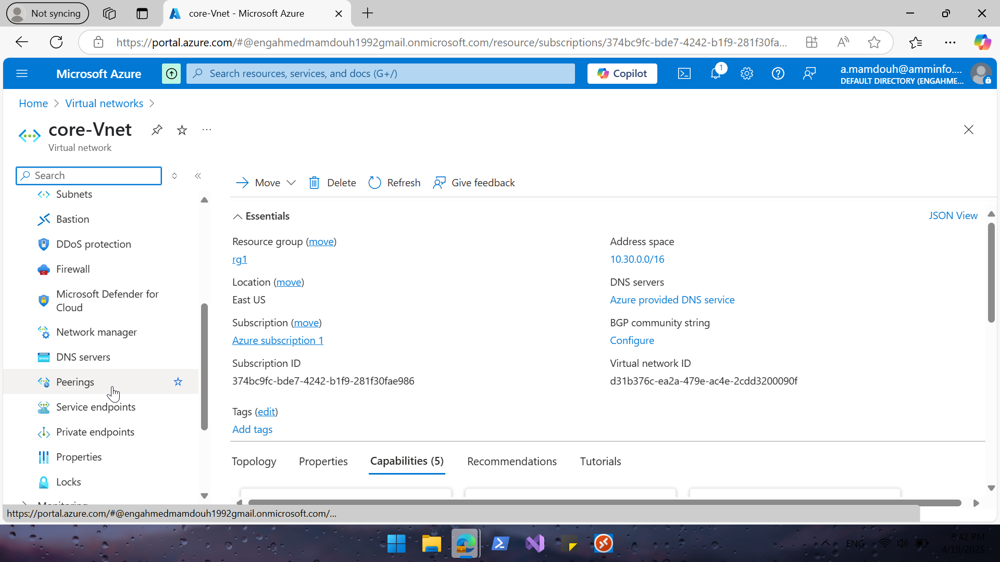 Not syncing
core-Vnet - Microsoft Azure
https://portal.azure.com/#@engahmedmamdouh1992gmail.onmicrosoft.com/resource/subscriptions/374bc9fc-bde7-4242-b1f9-281f30fa...
Microsoft Azure
Search resources, services, and docs (G+/)
Copilot
1
a.mamdouh@amminfo....
DEFAULT DIRECTORY (ENGAHME...
Home > Virtual networks >
core-Vnet
Virtual network
Search
Move
Delete
Refresh
Give feedback
Subnets
Bastion
DDoS protection
Firewall
Microsoft Defender for
Cloud
Network manager
DNS servers
Peerings
Service endpoints
Private endpoints
Properties
Locks
Monitoring
Essentials
JSON View
Resource group (move)
rg1
Location (move)
East US
Subscription (move)
Azure subscription 1
Subscription ID
374bc9fc-bde7-4242-b1f9-281f30fae986
Address space
10.30.0.0/16
DNS servers
Azure provided DNS service
BGP community string
Configure
Virtual network ID
d31b376c-ea2a-479e-ac4e-2cdd3200090f
Tags (edit)
Add tags
Topology
Properties
Capabilities (5)
Recommendations
Tutorials
https://portal.azure.com/#@engahmedmamdouh1992gmail.onmicrosoft.com/...
ENG
8:42 PM
4/19/2025